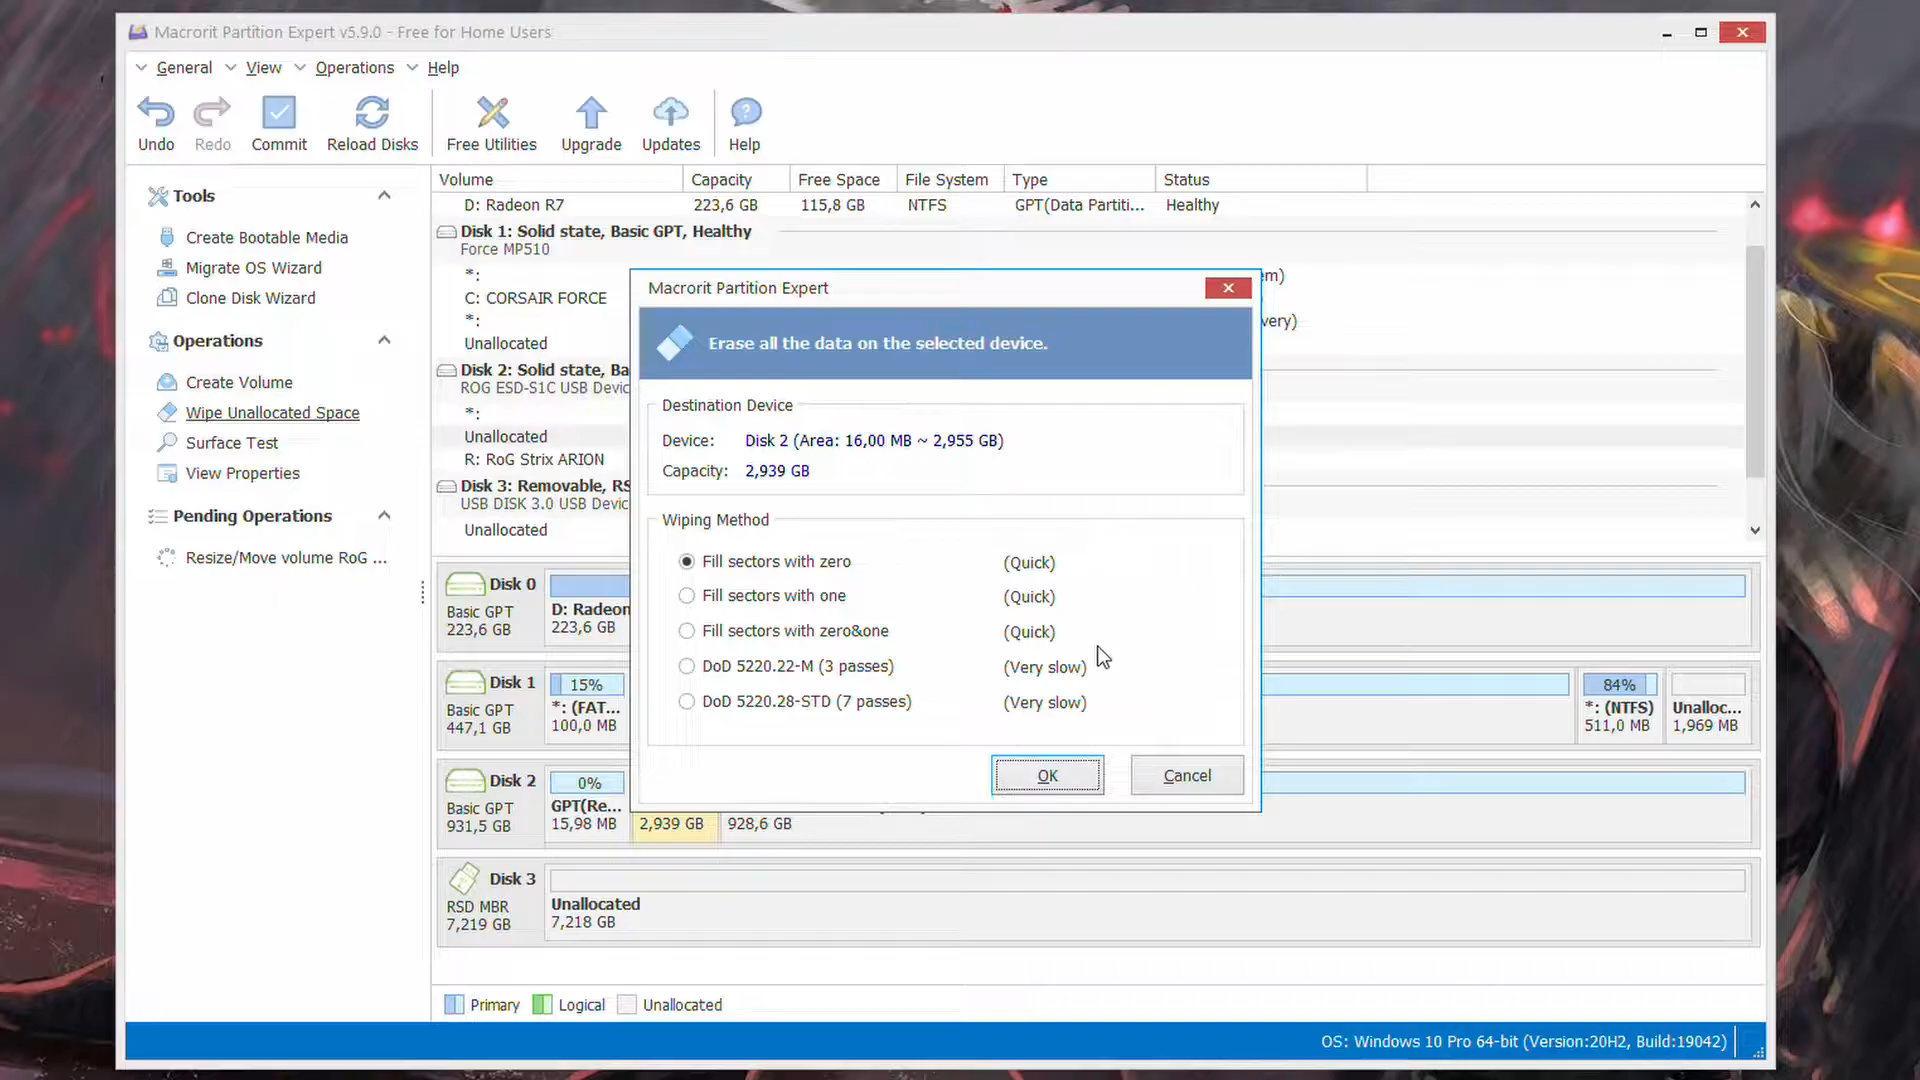 Macrorit Partition Expert v5.9.0 - Free for Home Users
General View Operations Help
Undo Redo Commit Reload Disks Free Utilities Upgrade Updates Help
Tools
Create Bootable Media
Migrate OS Wizard
Clone Disk Wizard
Operations
Create Volume
Wipe Unallocated Space
Surface Test
View Properties
Pending Operations
Resize/Move volume RoG ...
Volume Capacity Free Space File System Type Status
D: Radeon R7 223,6 GB 115,8 GB NTFS GPT(Data Partiti... Healthy
Disk 1: Solid state, Basic GPT, Healthy
Force MP510
*: em)
C: CORSAIR FORCE
*: very)
Unallocated
Disk 2: Solid state, Ba
ROG ESD-S1C USB Devic
*:
Unallocated
R: RoG Strix ARION
Disk 3: Removable, RS
USB DISK 3.0 USB Devic
Unallocated
Macrorit Partition Expert
Erase all the data on the selected device.
Destination Device
Device: Disk 2 (Area: 16,00 MB ~ 2,955 GB)
Capacity: 2,939 GB
Wiping Method
Fill sectors with zero (Quick)
Fill sectors with one (Quick)
Fill sectors with zero&one (Quick)
DoD 5220.22-M (3 passes) (Very slow)
DoD 5220.28-STD (7 passes) (Very slow)
OK Cancel
Disk 0
Basic GPT
223,6 GB
D: Radeon
223,6 GB
Disk 1
Basic GPT
447,1 GB
15%
*: (FAT...
100,0 MB
84%
*: (NTFS)
511,0 MB
Unalloc...
1,969 MB
Disk 2
Basic GPT
931,5 GB
0%
GPT(Re...
15,98 MB
2,939 GB
928,6 GB
Disk 3
RSD MBR
7,219 GB
Unallocated
7,218 GB
Primary Logical Unallocated
OS: Windows 10 Pro 64-bit (Version:20H2, Build:19042)